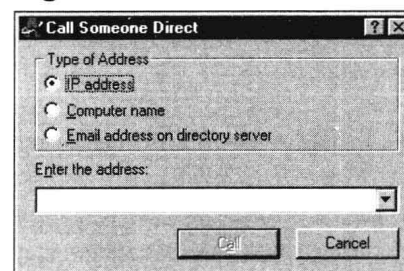 Call Someone Direct
Type of Address
IP address
Computer name
Email address on directory server
Enter the address:
Call
Cancel